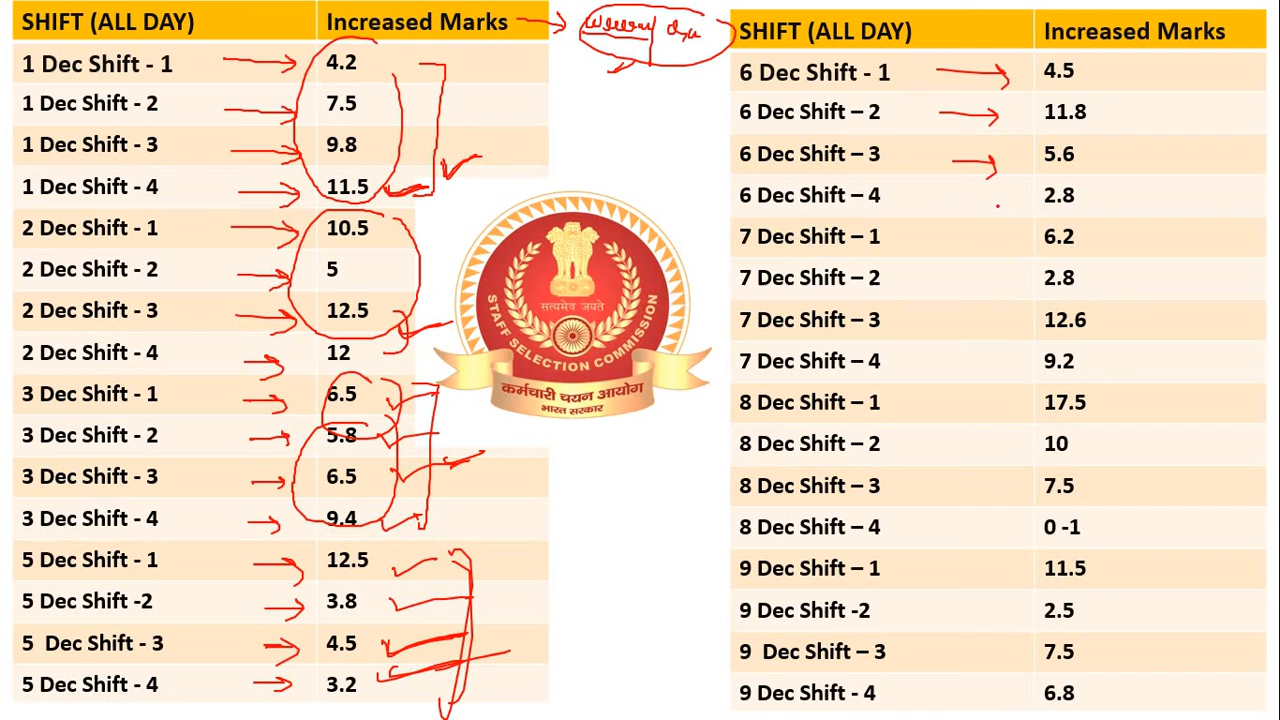 SHIFT (ALL DAY) Increased Marks
1 Dec Shift - 1 4.2
1 Dec Shift - 2 7.5
1 Dec Shift - 3 9.8
1 Dec Shift - 4 11.5
2 Dec Shift - 1 10.5
2 Dec Shift - 2 5
2 Dec Shift - 3 12.5
2 Dec Shift - 4 12
3 Dec Shift - 1 6.5
3 Dec Shift - 2 5.8
3 Dec Shift - 3 6.5
3 Dec Shift - 4 9.4
5 Dec Shift - 1 12.5
5 Dec Shift -2 3.8
5 Dec Shift - 3 4.5
5 Dec Shift - 4 3.2
सत्यमेव जयते
STAFF SELECTION COMMISSION
कर्मचारी चयन आयोग
भारत सरकार
SHIFT (ALL DAY) Increased Marks
6 Dec Shift - 1 4.5
6 Dec Shift – 2 11.8
6 Dec Shift – 3 5.6
6 Dec Shift – 4 2.8
7 Dec Shift – 1 6.2
7 Dec Shift – 2 2.8
7 Dec Shift – 3 12.6
7 Dec Shift – 4 9.2
8 Dec Shift – 1 17.5
8 Dec Shift – 2 10
8 Dec Shift – 3 7.5
8 Dec Shift – 4 0 -1
9 Dec Shift – 1 11.5
9 Dec Shift -2 2.5
9 Dec Shift – 3 7.5
9 Dec Shift - 4 6.8